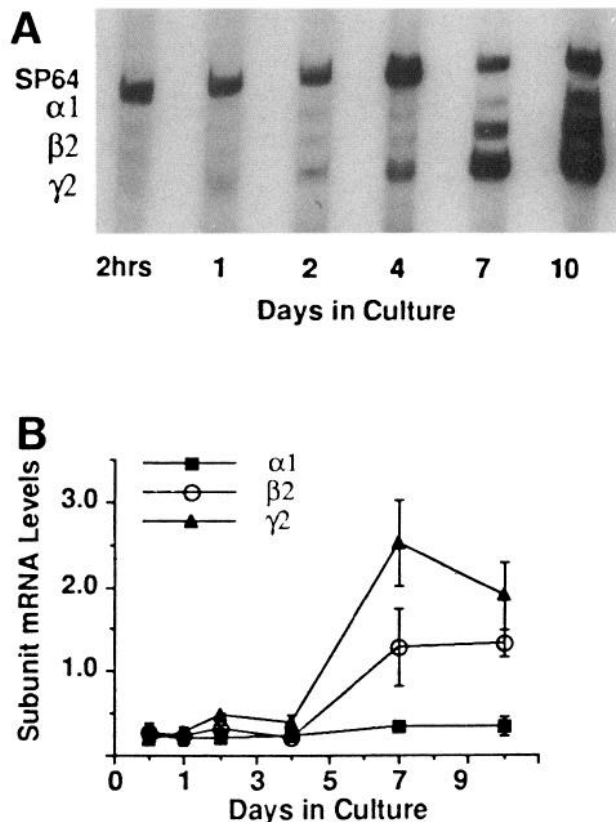 A
SP64
α1
β2
γ2
2hrs 1 2 4 7 10
Days in Culture
B
α1
β2
γ2
3.0
2.0
1.0
Subunit mRNA Levels
0 1 3 5 7 9
Days in Culture